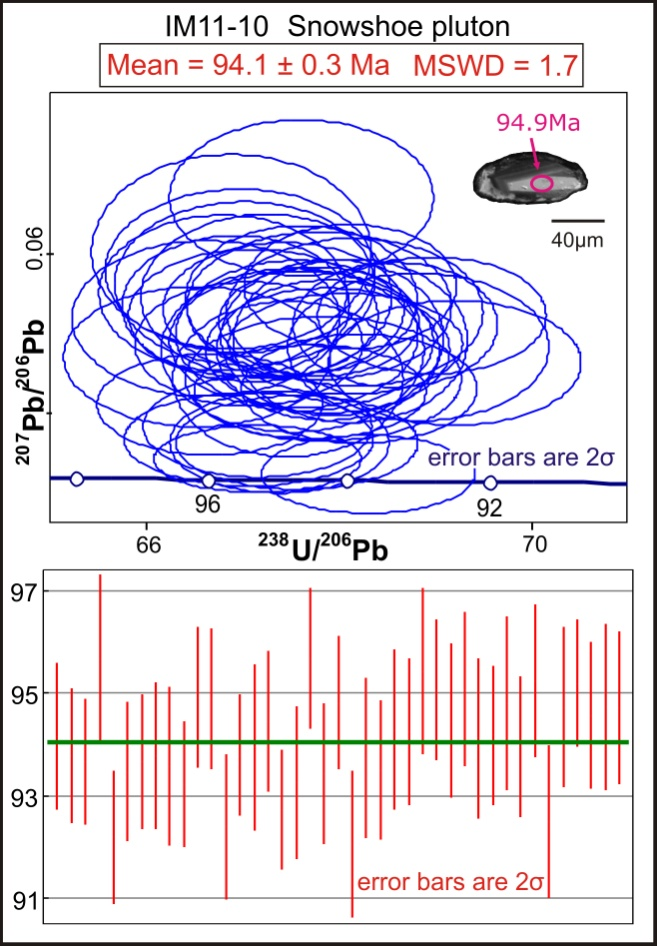 IM11-10 Snowshoe pluton
Mean = 94.1 ± 0.3 Ma MSWD = 1.7
94.9Ma
40µm
0.06
²⁰⁷Pb/²⁰⁶Pb
error bars are 2σ
96
92
66
²³⁸U/²⁰⁶Pb
70
97
95
93
91
error bars are 2σ